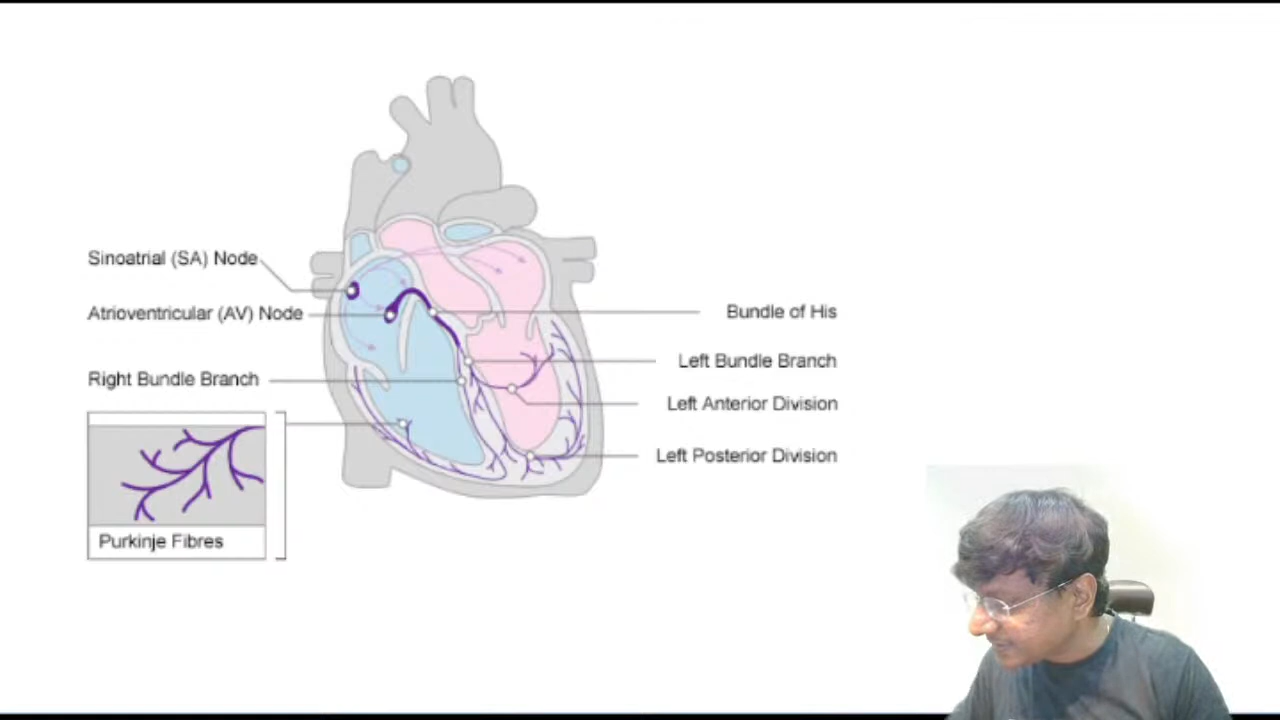 Sinoatrial (SA) Node
Atrioventricular (AV) Node
Right Bundle Branch
Purkinje Fibres
Bundle of His
Left Bundle Branch
Left Anterior Division
Left Posterior Division